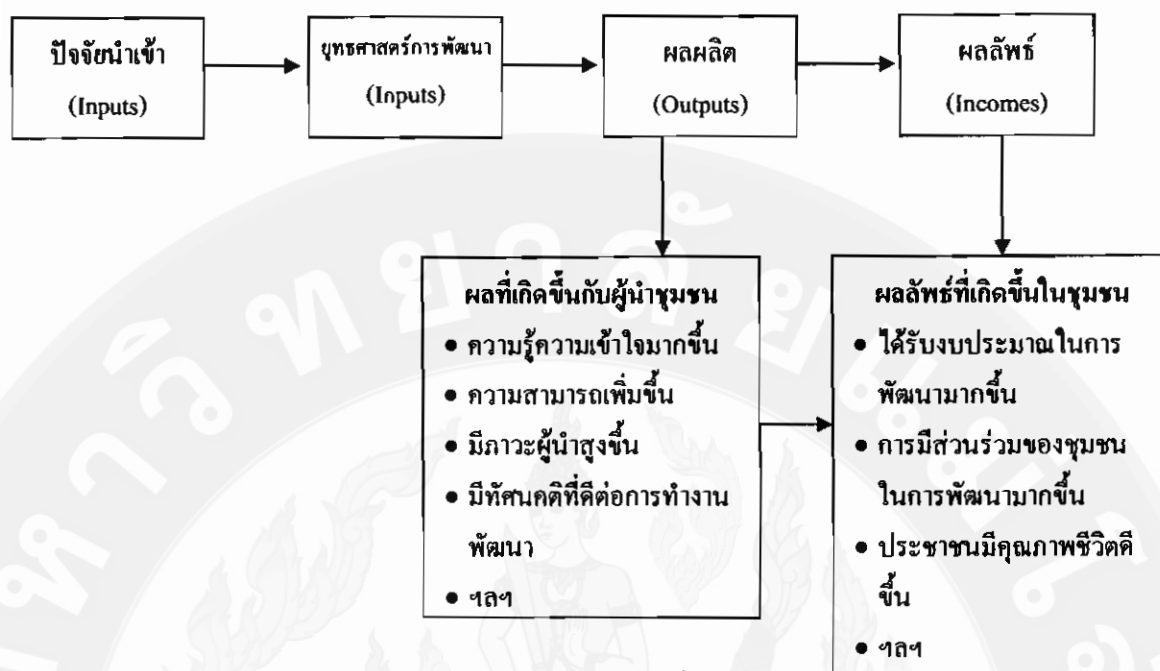 ปัจจัยนำเข้า
(Inputs)
ยุทธศาสตร์การพัฒนา
(Inputs)
ผลผลิต
(Outputs)
ผลลัพธ์
(Incomes)
ผลที่เกิดขึ้นกับผู้นำชุมชน
● ความรู้ความเข้าใจมากขึ้น
● ความสามารถเพิ่มขึ้น
● มีภาวะผู้นำสูงขึ้น
● มีทัศนคติที่ดีต่อการทำงาน
พัฒนา
● ฯลฯ
ผลลัพธ์ที่เกิดขึ้นในชุมชน
● ได้รับงบประมาณในการ
พัฒนามากขึ้น
● การมีส่วนร่วมของชุมชน
ในการพัฒนามากขึ้น
● ประชาชนมีคุณภาพชีวิตดี
ขึ้น
● ฯลฯ